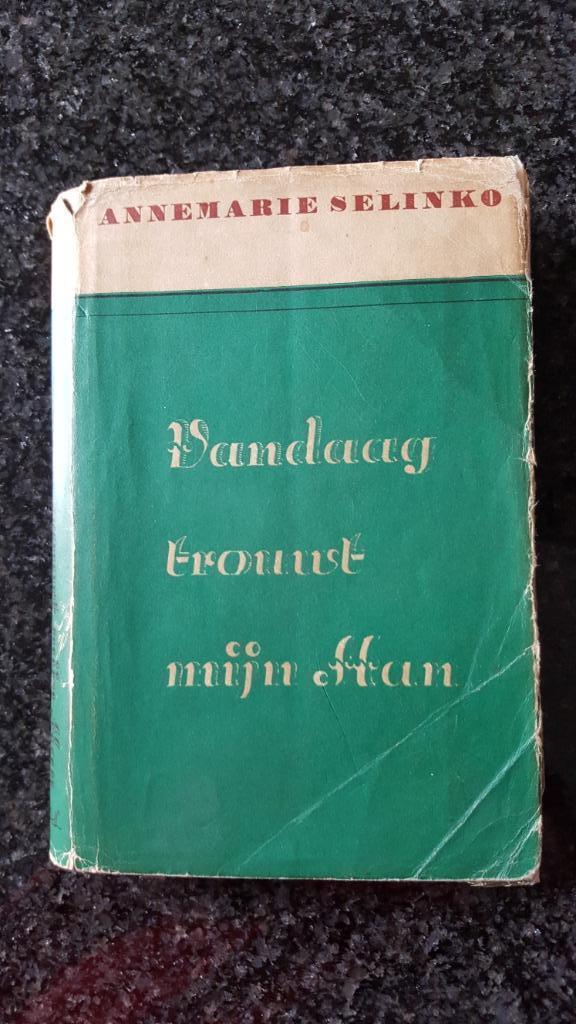 ANNEMARIE SELINKO
Vandaag
trouwt
mijn Man